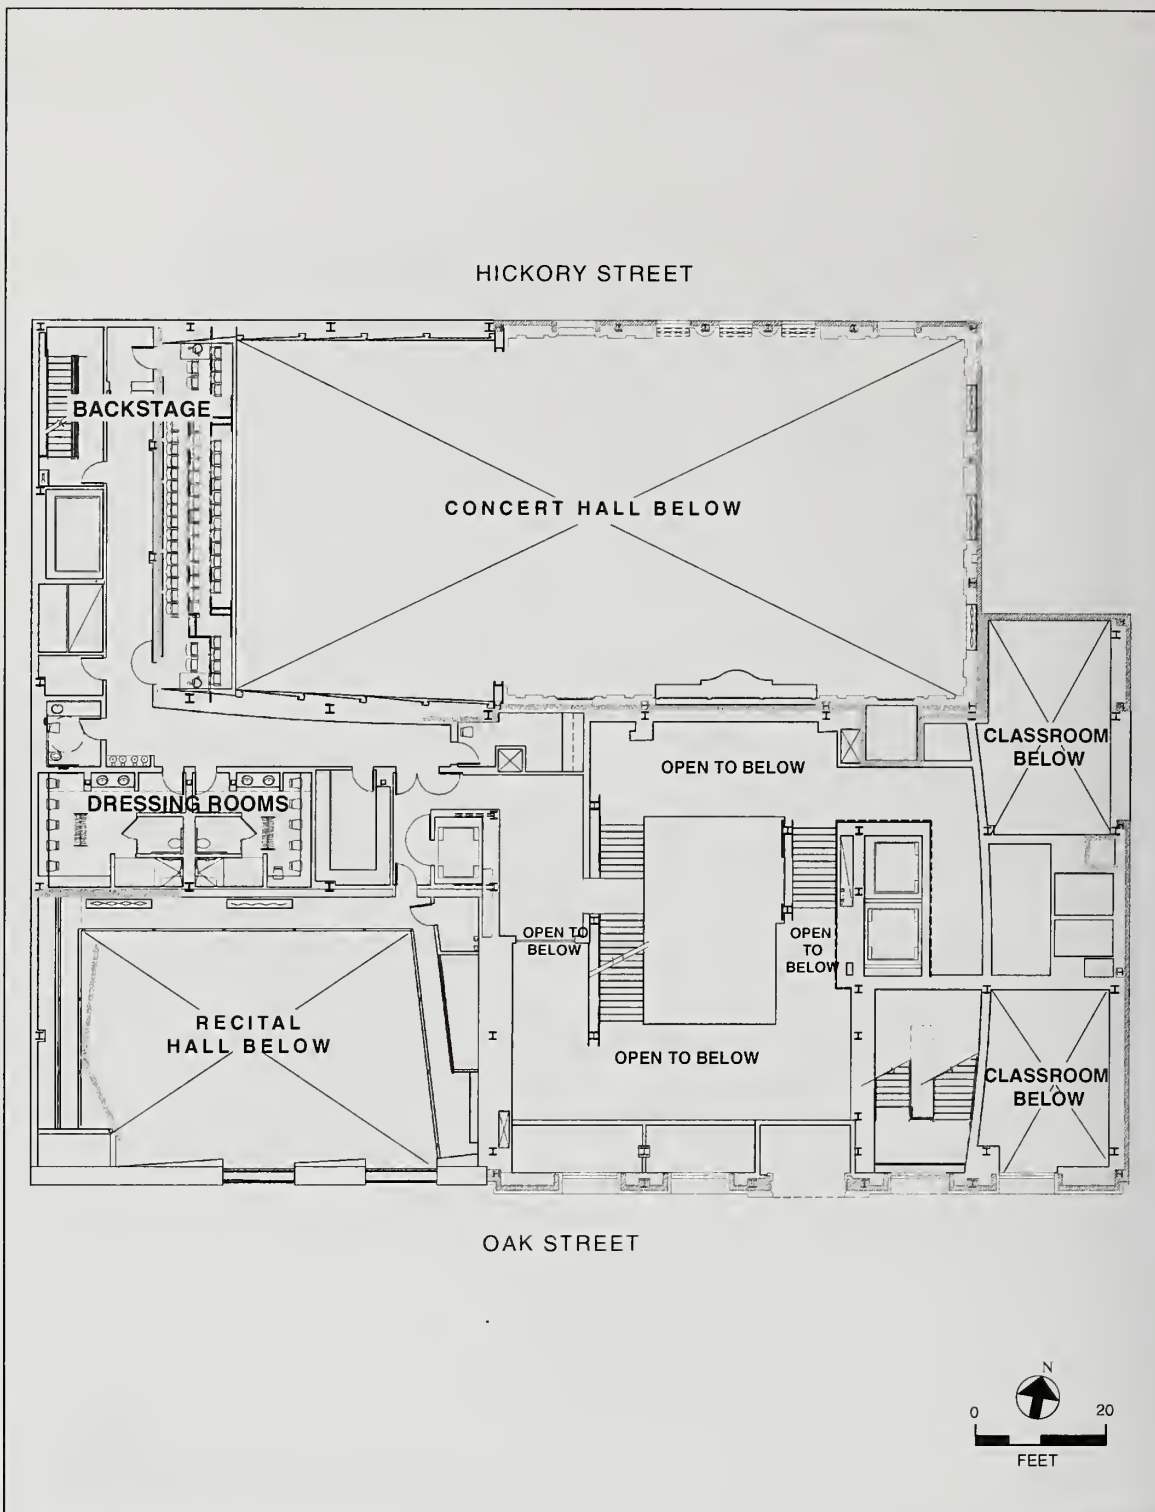 HICKORY STREET
BACKSTAGE
CONCERT HALL BELOW
CLASSROOM
BELOW
OPEN TO BELOW
DRESSING ROOMS
OPEN TO
BELOW
OPEN
TO
BELOW
RECITAL
HALL BELOW
OPEN TO BELOW
CLASSROOM
BELOW
OAK STREET
N
0 20
FEET